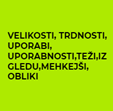 VELIKOSTI, TRDNOSTI,
UPORABI,
UPORABNOSTI,TEŽI,IZ
GLEDU,MEHKEJŠI,
OBLIKI